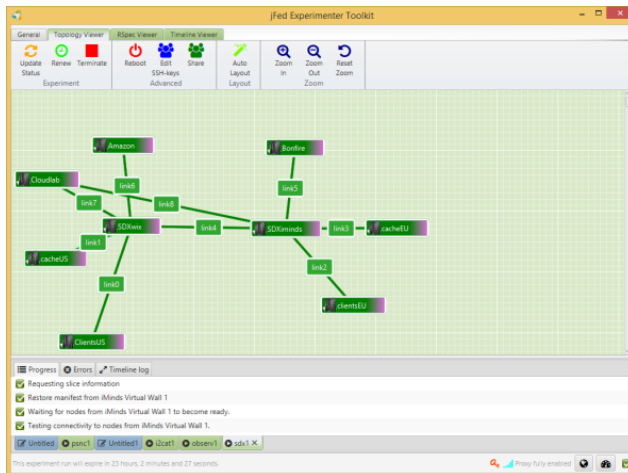 jFed Experimenter Toolkit
General Topology Viewer RSpec Viewer Timeline Viewer
Update Status Renew Terminate Reboot Edit SSH-keys Share Auto Layout Zoom In Zoom Out Reset Zoom
Experiment Advanced Layout Zoom
Amazon
Bonfire
Cloudlab
link6
link5
link7
link8
SDXwix
link4
SDXiminds
link3
cacheEU
link1
cacheUS
link2
link0
clientsEU
ClientsUS
Progress Errors Timeline log
Requesting slice information
Restore manifest from iMinds Virtual Wall 1
Waiting for nodes from iMinds Virtual Wall 1 to become ready.
Testing connectivity to nodes from iMinds Virtual Wall 1.
Untitled psnc1 Untitled1 i2cat1 observ1 sdx1
This experiment run will expire in 23 hours, 2 minutes and 27 seconds. Proxy fully enabled